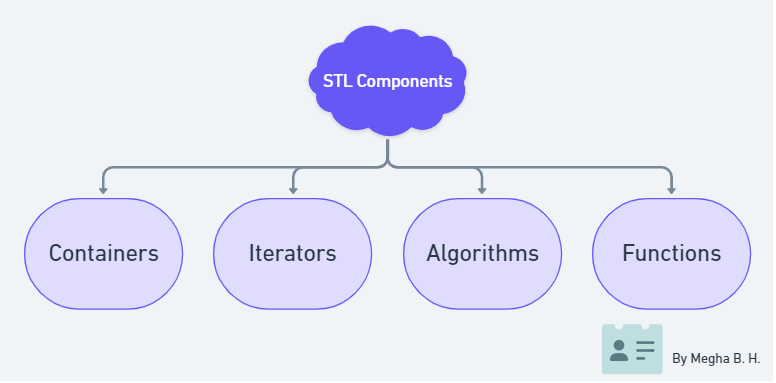 STL Components
Containers
Iterators
Algorithms
Functions
By Megha B. H.